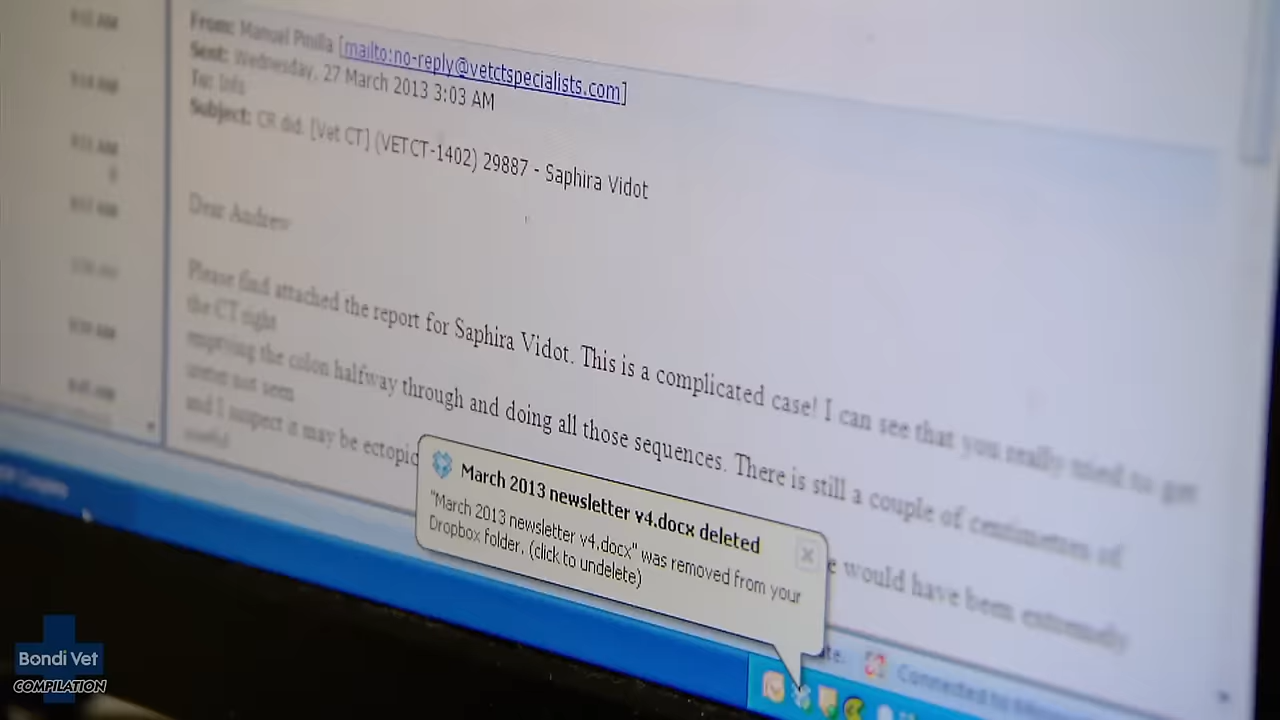 From: Manuel Pinilla [mailto:no-reply@vetctspecialists.com]
Sent: Wednesday, 27 March 2013 3:03 AM
To: Info
Subject: CR did. [Vet CT] (VETCT-1402) 29887 - Saphira Vidot
Dear Andrew
Please find attached the report for Saphira Vidot. This is a complicated case! I can see that you really tried to get
the CT right
emptying the colon halfway through and doing all those sequences. There is still a couple of centimetres of
ureter not seen
and I suspect it may be ectopic
e would have been extremely
useful
March 2013 newsletter v4.docx deleted
"March 2013 newsletter v4.docx" was removed from your
Dropbox folder. (click to undelete)
Connected to
Bondi Vet
COMPILATION